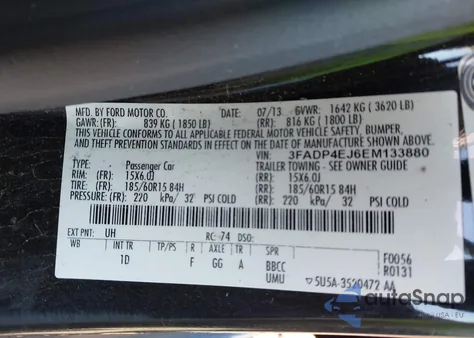 MFD. BY FORD MOTOR CO.
DATE: 07/13 GVWR: 1642 KG ( 3620 LB)
GAWR: (FR): 839 KG ( 1850 LB) (RR): 816 KG ( 1800 LB)
THIS VEHICLE CONFORMS TO ALL APPLICABLE FEDERAL MOTOR VEHICLE SAFETY, BUMPER,
AND THEFT PREVENTION STANDARDS IN EFFECT ON THE DATE OF MANUFACTURE SHOWN ABOVE.
VIN: 3FADP4EJ6EM133880
TYPE: Passenger Car TRAILER TOWING - SEE OWNER GUIDE
RIM: (FR): 15X6.0J (RR): 15X6.0J
TIRE: (FR): 185/60R15 84H (RR): 185/60R15 84H
COLD PRESSURE: (FR): 220 kPa/ 32 PSI COLD (RR): 220 kPa/ 32 PSI COLD
EXT PNT: UH RC: 74 DSO:
WB INT TR TP/PS R AXLE TR SPR F0056
1D F GG A BBCC R0131
UMU 5U5A-3520472 AA
autoSnap
USA | EU